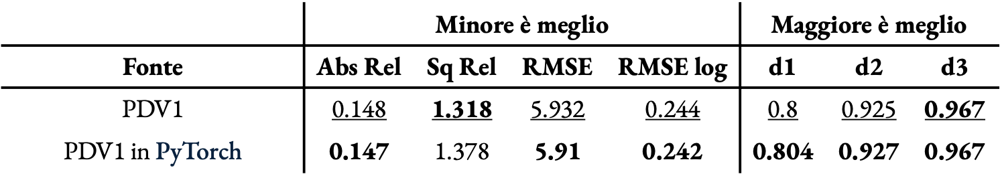 Minore è meglio Maggiore è meglio
Fonte Abs Rel Sq Rel RMSE RMSE log d1 d2 d3
PDV1 0.148 1.318 5.932 0.244 0.8 0.925 0.967
PDV1 in PyTorch 0.147 1.378 5.91 0.242 0.804 0.927 0.967